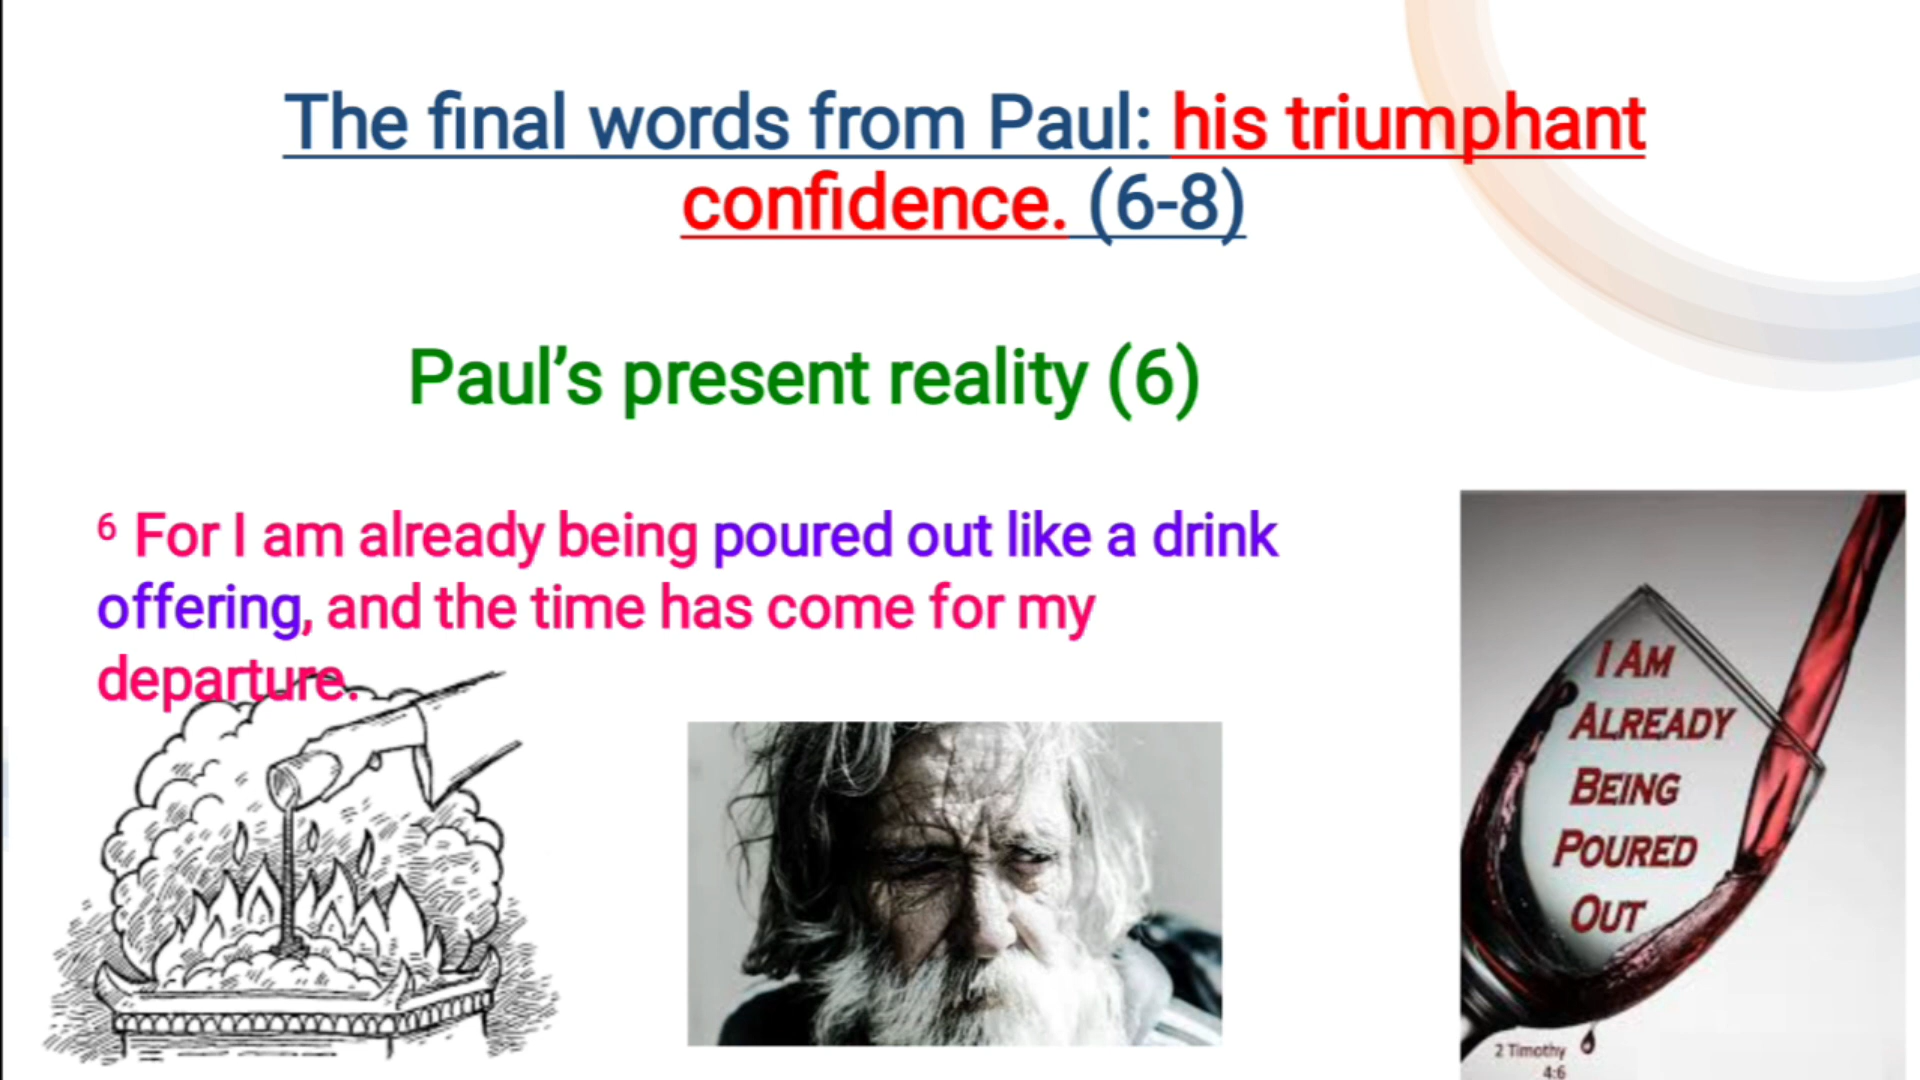 The final words from Paul: his triumphant
confidence. (6-8)
Paul’s present reality (6)
6 For I am already being poured out like a drink
offering, and the time has come for my
departure.
I AM
ALREADY
BEING
POURED
OUT
2 Timothy
4:6